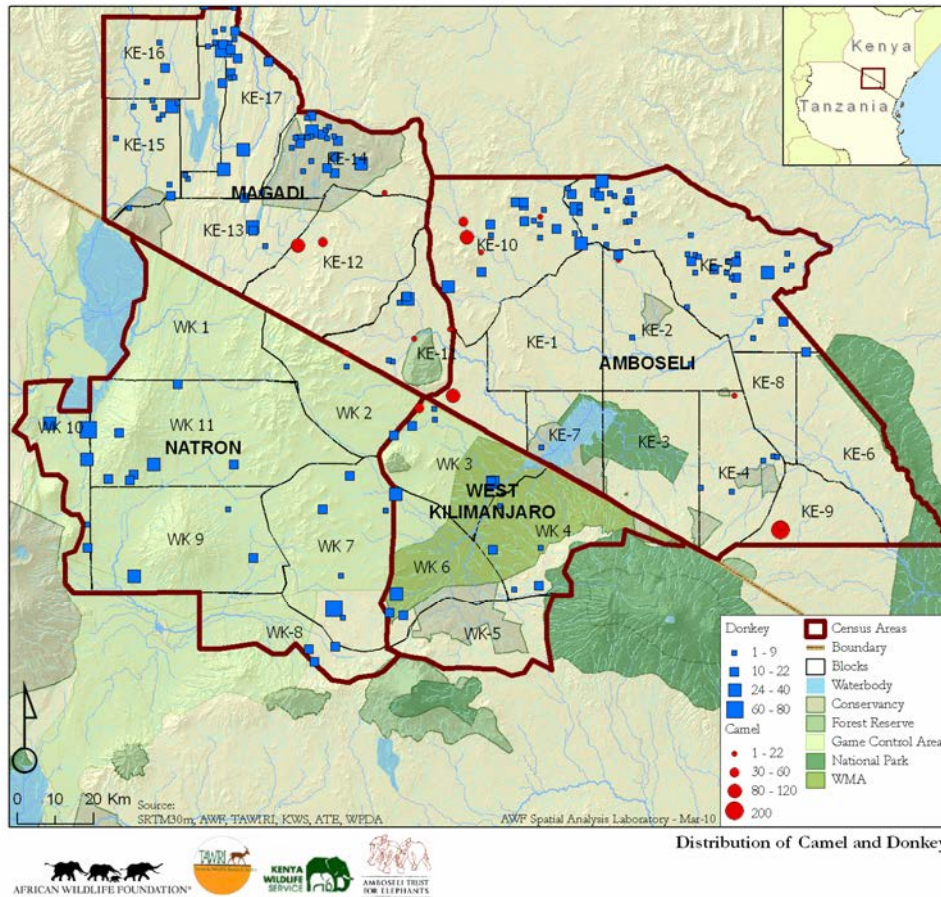 Kenya
Tanzania
KE-16
KE-17
KE-15
KE-14
MAGADI
KE-13
KE-12
KE-10
KE-1
KE-2
AMBOSELI
KE-11
KE-8
KE-7
KE-3
KE-6
KE-4
KE-9
WK 1
WK 2
WK 10
WK 11
NATRON
WK 3
WEST
KILIMANJARO
WK 4
WK 9
WK 7
WK 6
WK-8
WK-5
Donkey
1 - 9
10 - 22
24 - 40
60 - 80
Camel
1 - 22
30 - 60
80 - 120
200
Census Areas
Boundary
Blocks
Waterbody
Conservancy
Forest Reserve
Game Control Area
National Park
WMA
0 10 20 Km
Source:
SRTM30m, AWF, TAWIRI, KWS, ATE, WPDA
AWF Spatial Analysis Laboratory - Mar-10
Distribution of Camel and Donkey
AFRICAN WILDLIFE FOUNDATION®
TAWIRI
KENYA
WILDLIFE
SERVICE
AMBOSELI TRUST
FOR ELEPHANTS